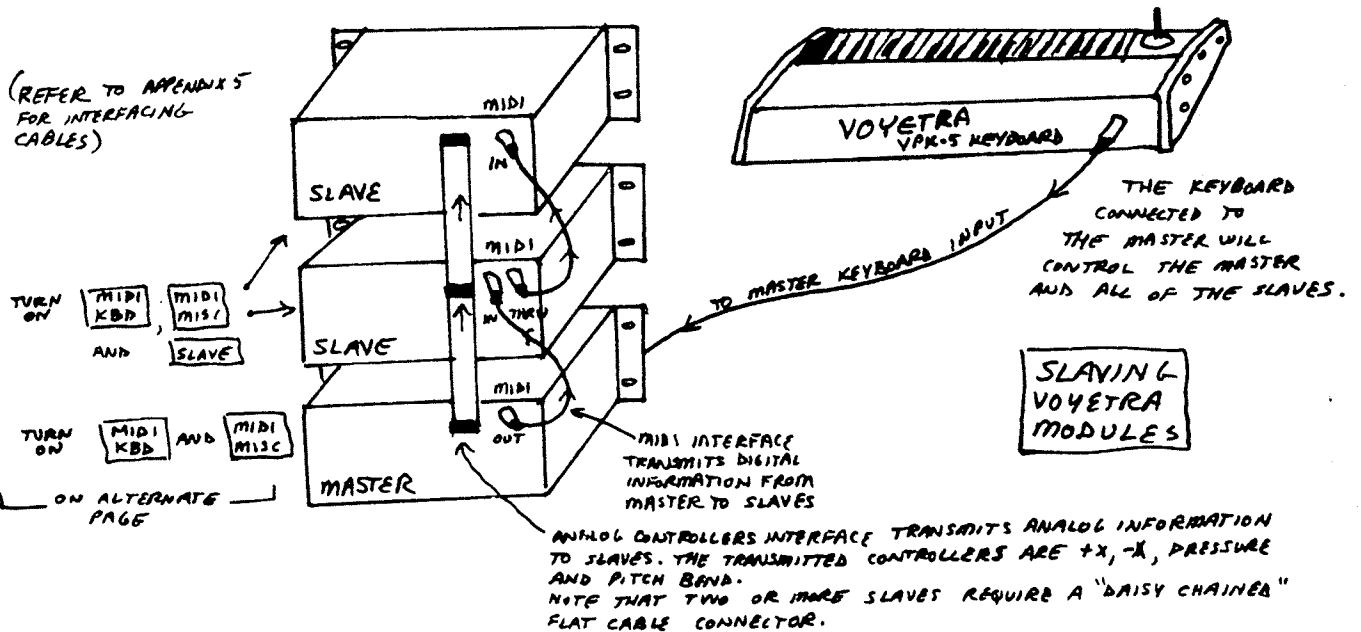 (REFER TO APPENDIX 5
FOR INTERFACING
CABLES)
MIDI
IN
SLAVE
MIDI
IN THRU
SLAVE
MIDI
OUT
MASTER
TURN
ON
MIDI
KBD
,
MIDI
MISC
AND
SLAVE
TURN
ON
MIDI
KBD
AND
MIDI
MISC
ON ALTERNATE
PAGE
VOYETRA
VPK-5 KEYBOARD
TO MASTER KEYBOARD INPUT
THE KEYBOARD
CONNECTED TO
THE MASTER WILL
CONTROL THE MASTER
AND ALL OF THE SLAVES.
SLAVING
VOYETRA
MODULES
MIDI INTERFACE
TRANSMITS DIGITAL
INFORMATION FROM
MASTER TO SLAVES
ANALOG CONTROLLERS INTERFACE TRANSMITS ANALOG INFORMATION
TO SLAVES. THE TRANSMITTED CONTROLLERS ARE +X, -X, PRESSURE
AND PITCH BEND.
NOTE THAT TWO OR MORE SLAVES REQUIRE A "DAISY CHAINED"
FLAT CABLE CONNECTOR.